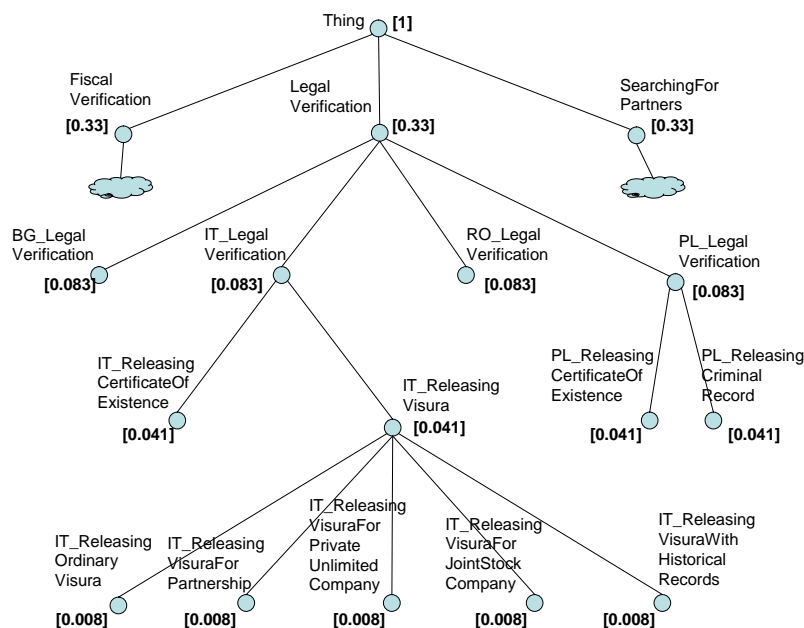 Thing [1]
Fiscal
Verification
[0.33]
Legal
Verification
[0.33]
SearchingFor
Partners
[0.33]
BG_Legal
Verification
[0.083]
IT_Legal
Verification
[0.083]
RO_Legal
Verification
[0.083]
PL_Legal
Verification
[0.083]
IT_Releasing
CertificateOf
Existence
[0.041]
IT_Releasing
Visura
[0.041]
PL_Releasing
CertificateOf
Existence
[0.041]
PL_Releasing
Criminal
Record
[0.041]
IT_Releasing
Ordinary
Visura
[0.008]
IT_Releasing
VisuraFor
Partnership
[0.008]
IT_Releasing
VisuraFor
Private
Unlimited
Company
[0.008]
IT_Releasing
VisuraFor
JointStock
Company
[0.008]
IT_Releasing
VisuraWith
Historical
Records
[0.008]